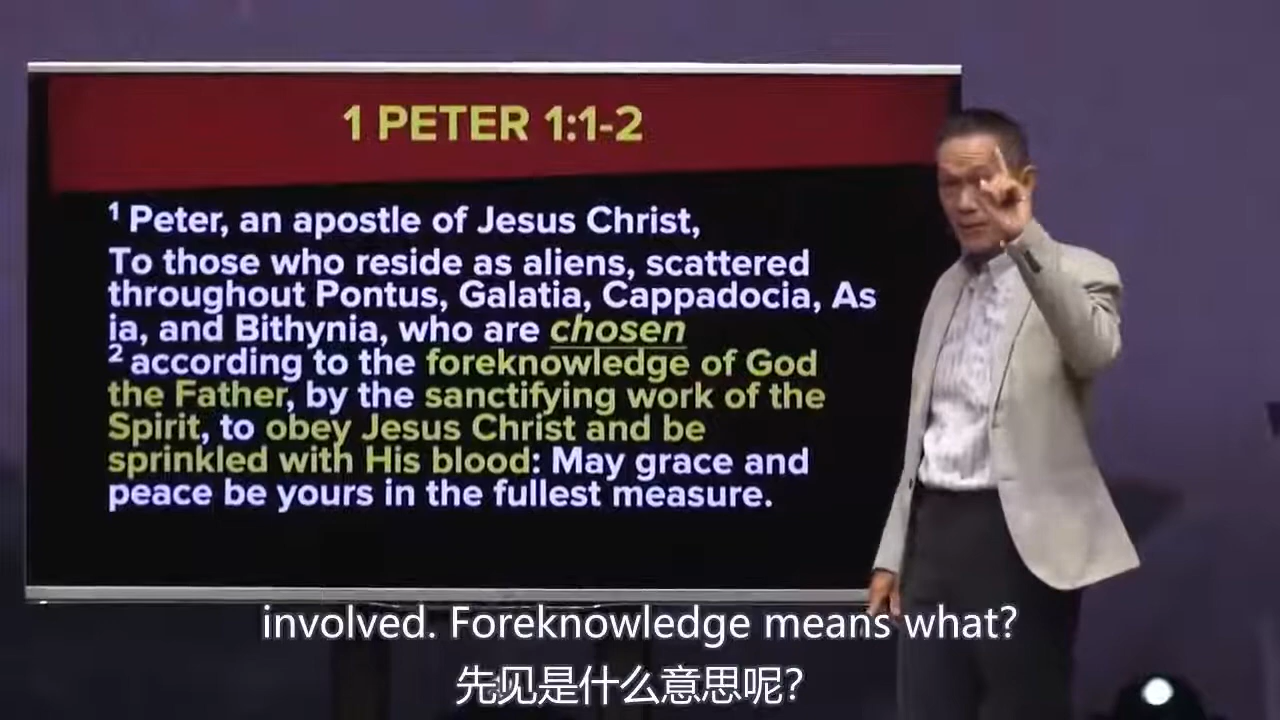 1 PETER 1:1-2
1 Peter, an apostle of Jesus Christ,
To those who reside as aliens, scattered
throughout Pontus, Galatia, Cappadocia, As
ia, and Bithynia, who are chosen
2 according to the foreknowledge of God
the Father, by the sanctifying work of the
Spirit, to obey Jesus Christ and be
sprinkled with His blood: May grace and
peace be yours in the fullest measure.
involved. Foreknowledge means what?
先见是什么意思呢?